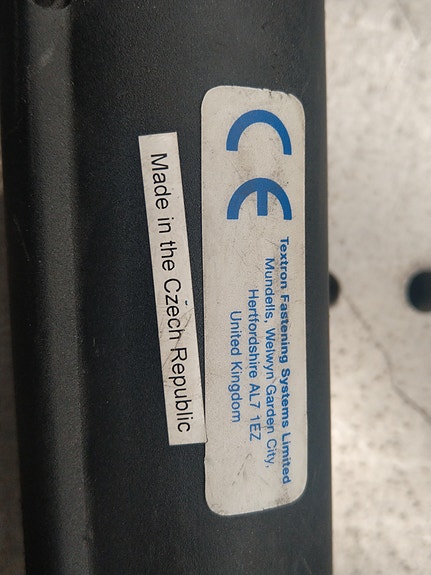 CE
Textron Fastening Systems Limited
Mundells, Welwyn Garden City,
Hertfordshire AL7 1EZ
United Kingdom
Made in the Czech Republic